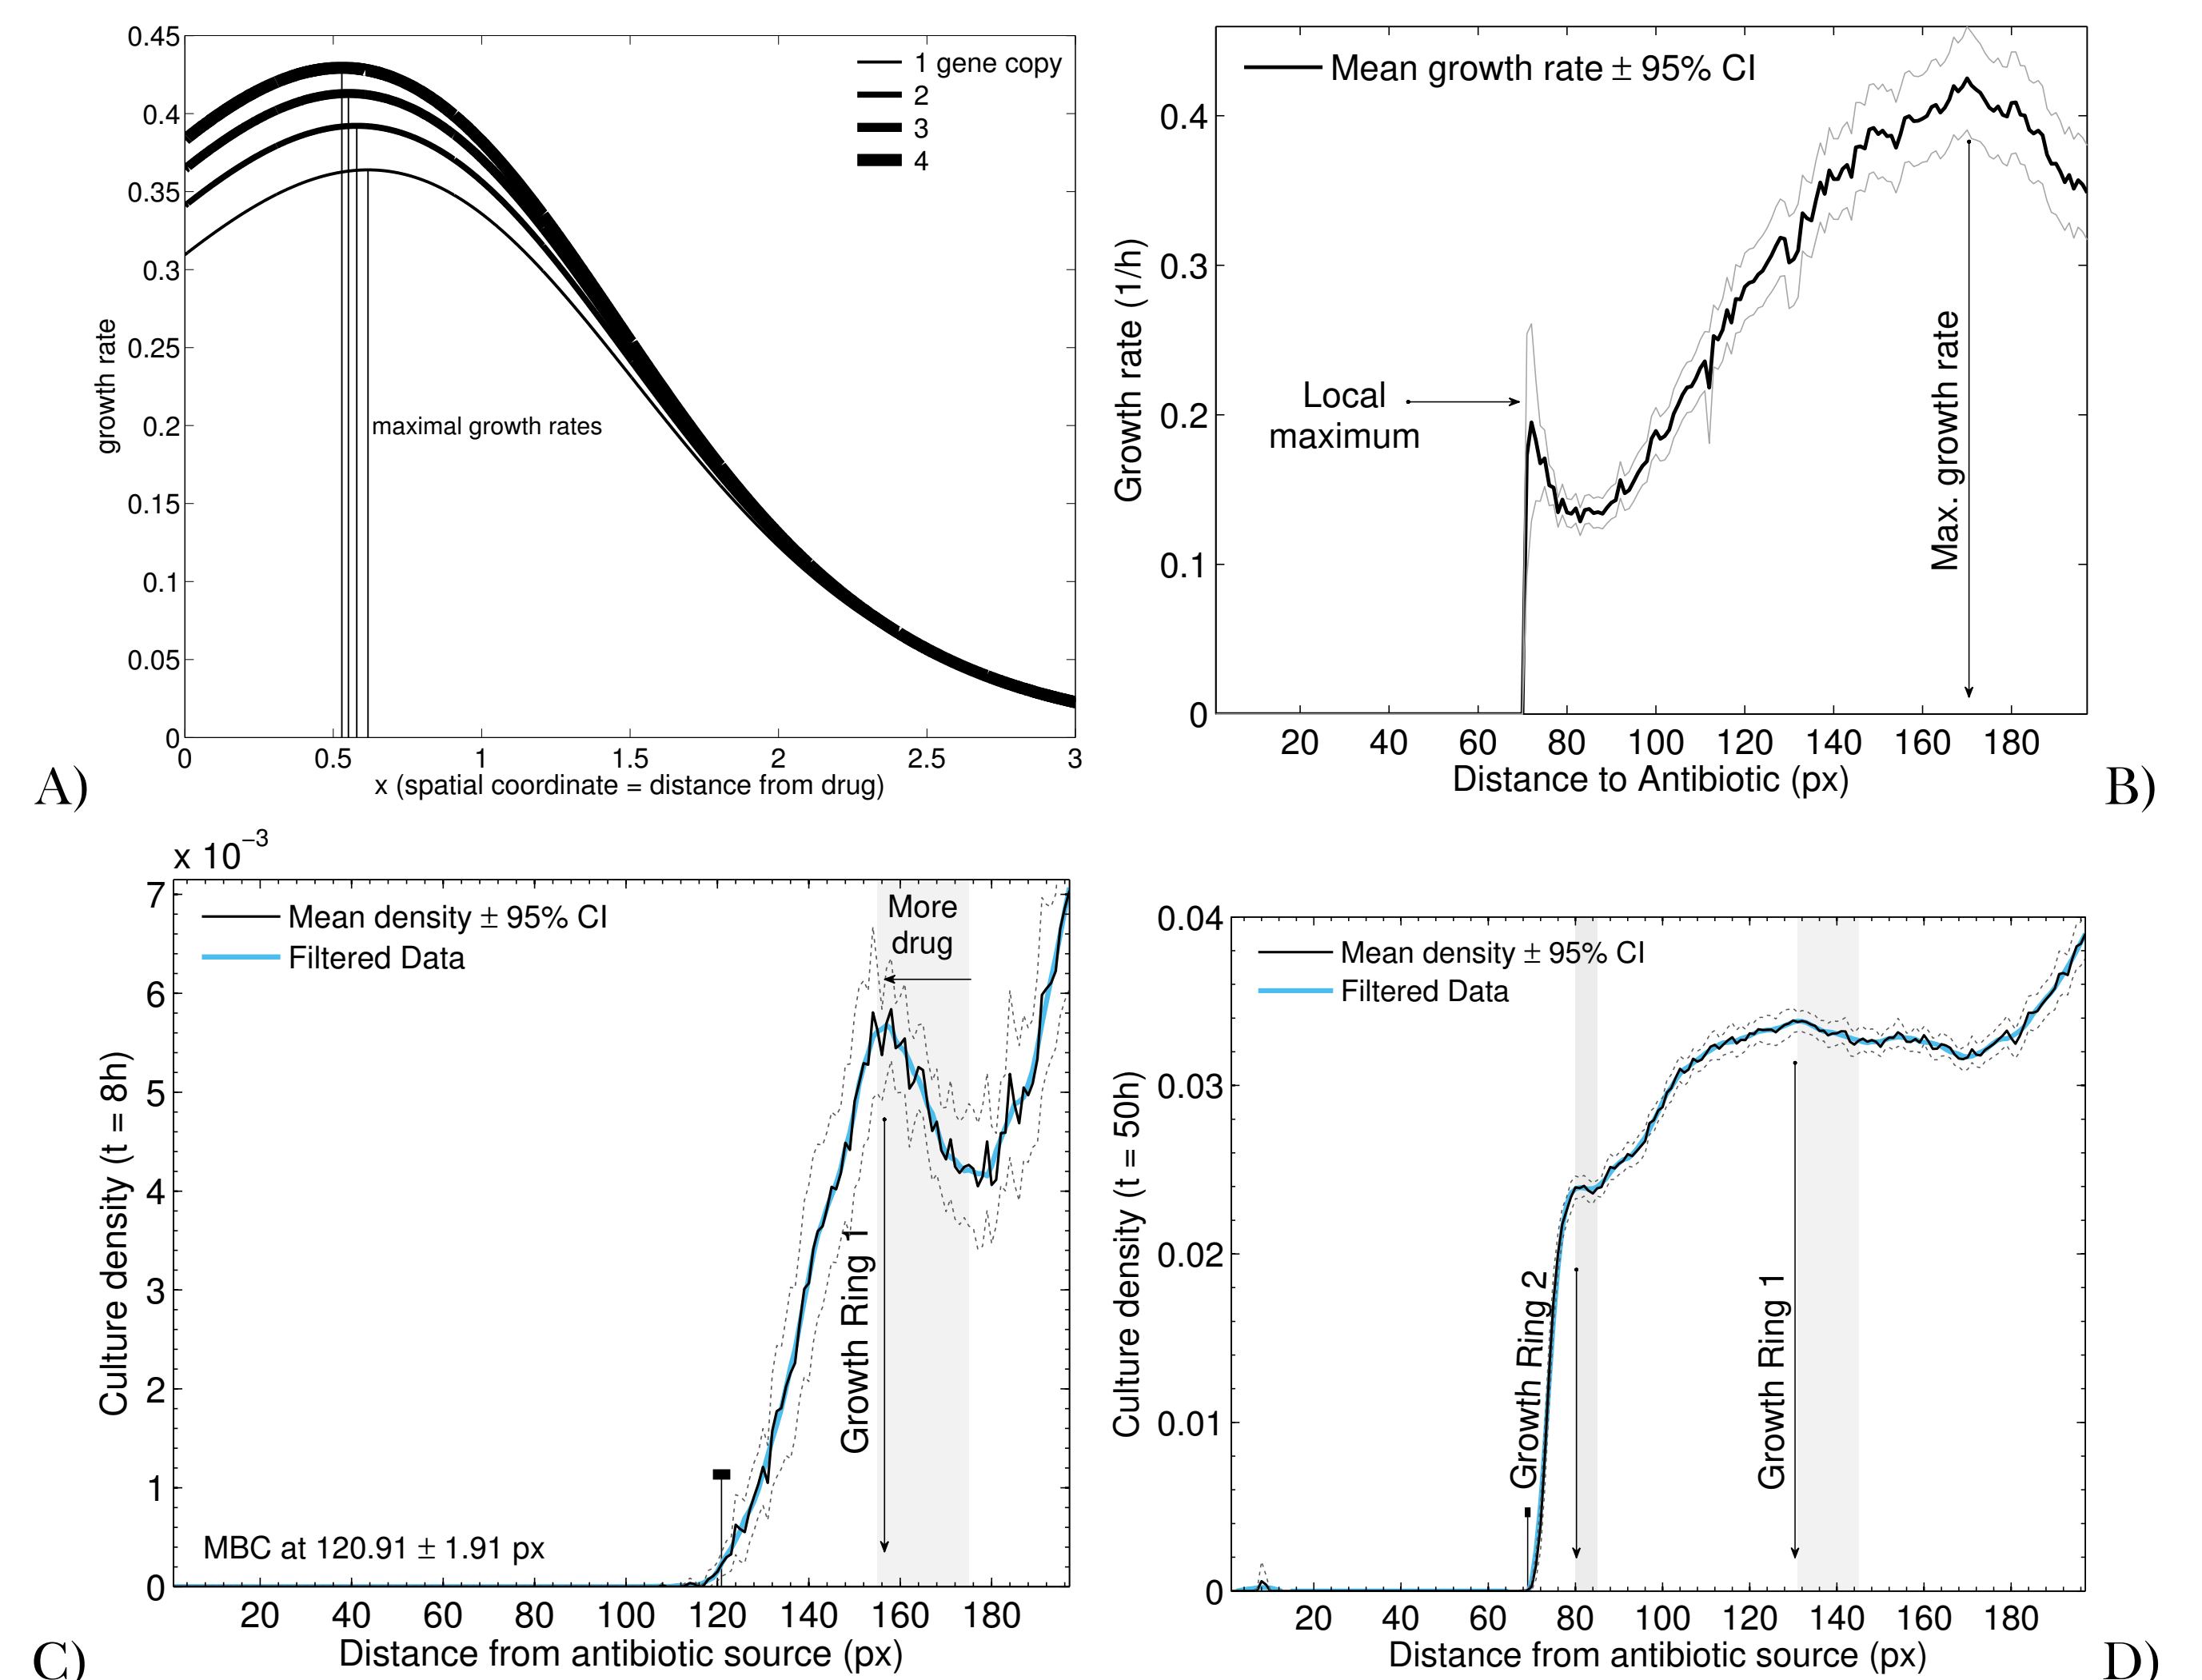 0.45
0.4
0.35
0.3
0.25
0.2
0.15
0.1
0.05
0
growth rate
1 gene copy
2
3
4
maximal growth rates
0 0.5 1 1.5 2 2.5 3
x (spatial coordinate = distance from drug)
A)
Mean growth rate ± 95% CI
0.4
0.3
0.2
0.1
0
Growth rate (1/h)
Local
maximum
Max. growth rate
20 40 60 80 100 120 140 160 180
Distance to Antibiotic (px)
B)
x 10⁻³
7
6
5
4
3
2
1
0
Culture density (t = 8h)
Mean density ± 95% CI
Filtered Data
More
drug
Growth Ring 1
MBC at 120.91 ± 1.91 px
20 40 60 80 100 120 140 160 180
Distance from antibiotic source (px)
C)
0.04
0.03
0.02
0.01
0
Culture density (t = 50h)
Mean density ± 95% CI
Filtered Data
Growth Ring 2
Growth Ring 1
20 40 60 80 100 120 140 160 180
Distance from antibiotic source (px)
D)